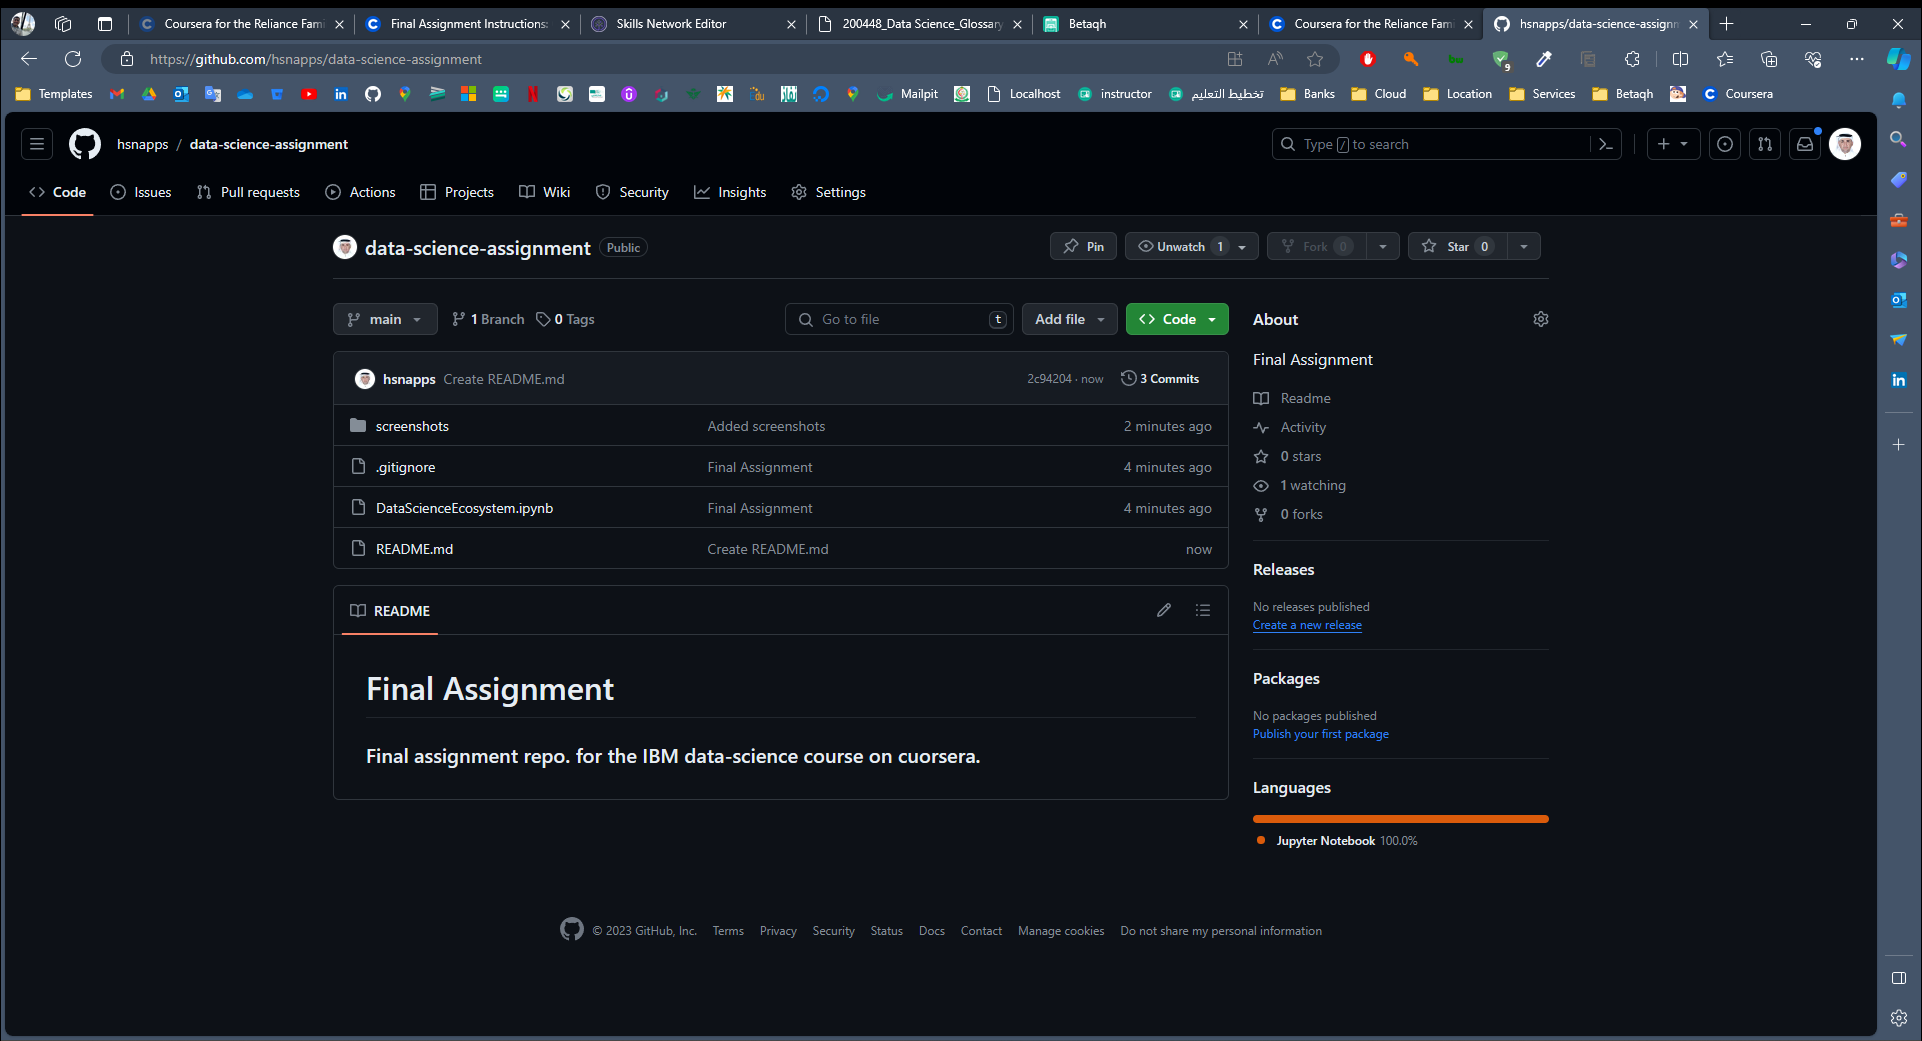 Coursera for the Reliance Fami
Final Assignment Instructions:
Skills Network Editor
200448_Data Science_Glossary
Betaqh
Coursera for the Reliance Fami
hsnapps/data-science-assignm
https://github.com/hsnapps/data-science-assignment
9
Templates
Mailpit
Localhost
instructor
تخطيط التعليم
Banks
Cloud
Location
Services
Betaqh
Coursera
hsnapps / data-science-assignment
Type / to search
Code
Issues
Pull requests
Actions
Projects
Wiki
Security
Insights
Settings
data-science-assignment Public
Pin
Unwatch 1
Fork 0
Star 0
main
1 Branch
0 Tags
Go to file t
Add file
Code
hsnapps Create README.md 2c94204 · now 3 Commits
screenshots Added screenshots 2 minutes ago
.gitignore Final Assignment 4 minutes ago
DataScienceEcosystem.ipynb Final Assignment 4 minutes ago
README.md Create README.md now
README
Final Assignment
Final assignment repo. for the IBM data-science course on cuorsera.
About
Final Assignment
Readme
Activity
0 stars
1 watching
0 forks
Releases
No releases published
Create a new release
Packages
No packages published
Publish your first package
Languages
Jupyter Notebook 100.0%
© 2023 GitHub, Inc. Terms Privacy Security Status Docs Contact Manage cookies Do not share my personal information